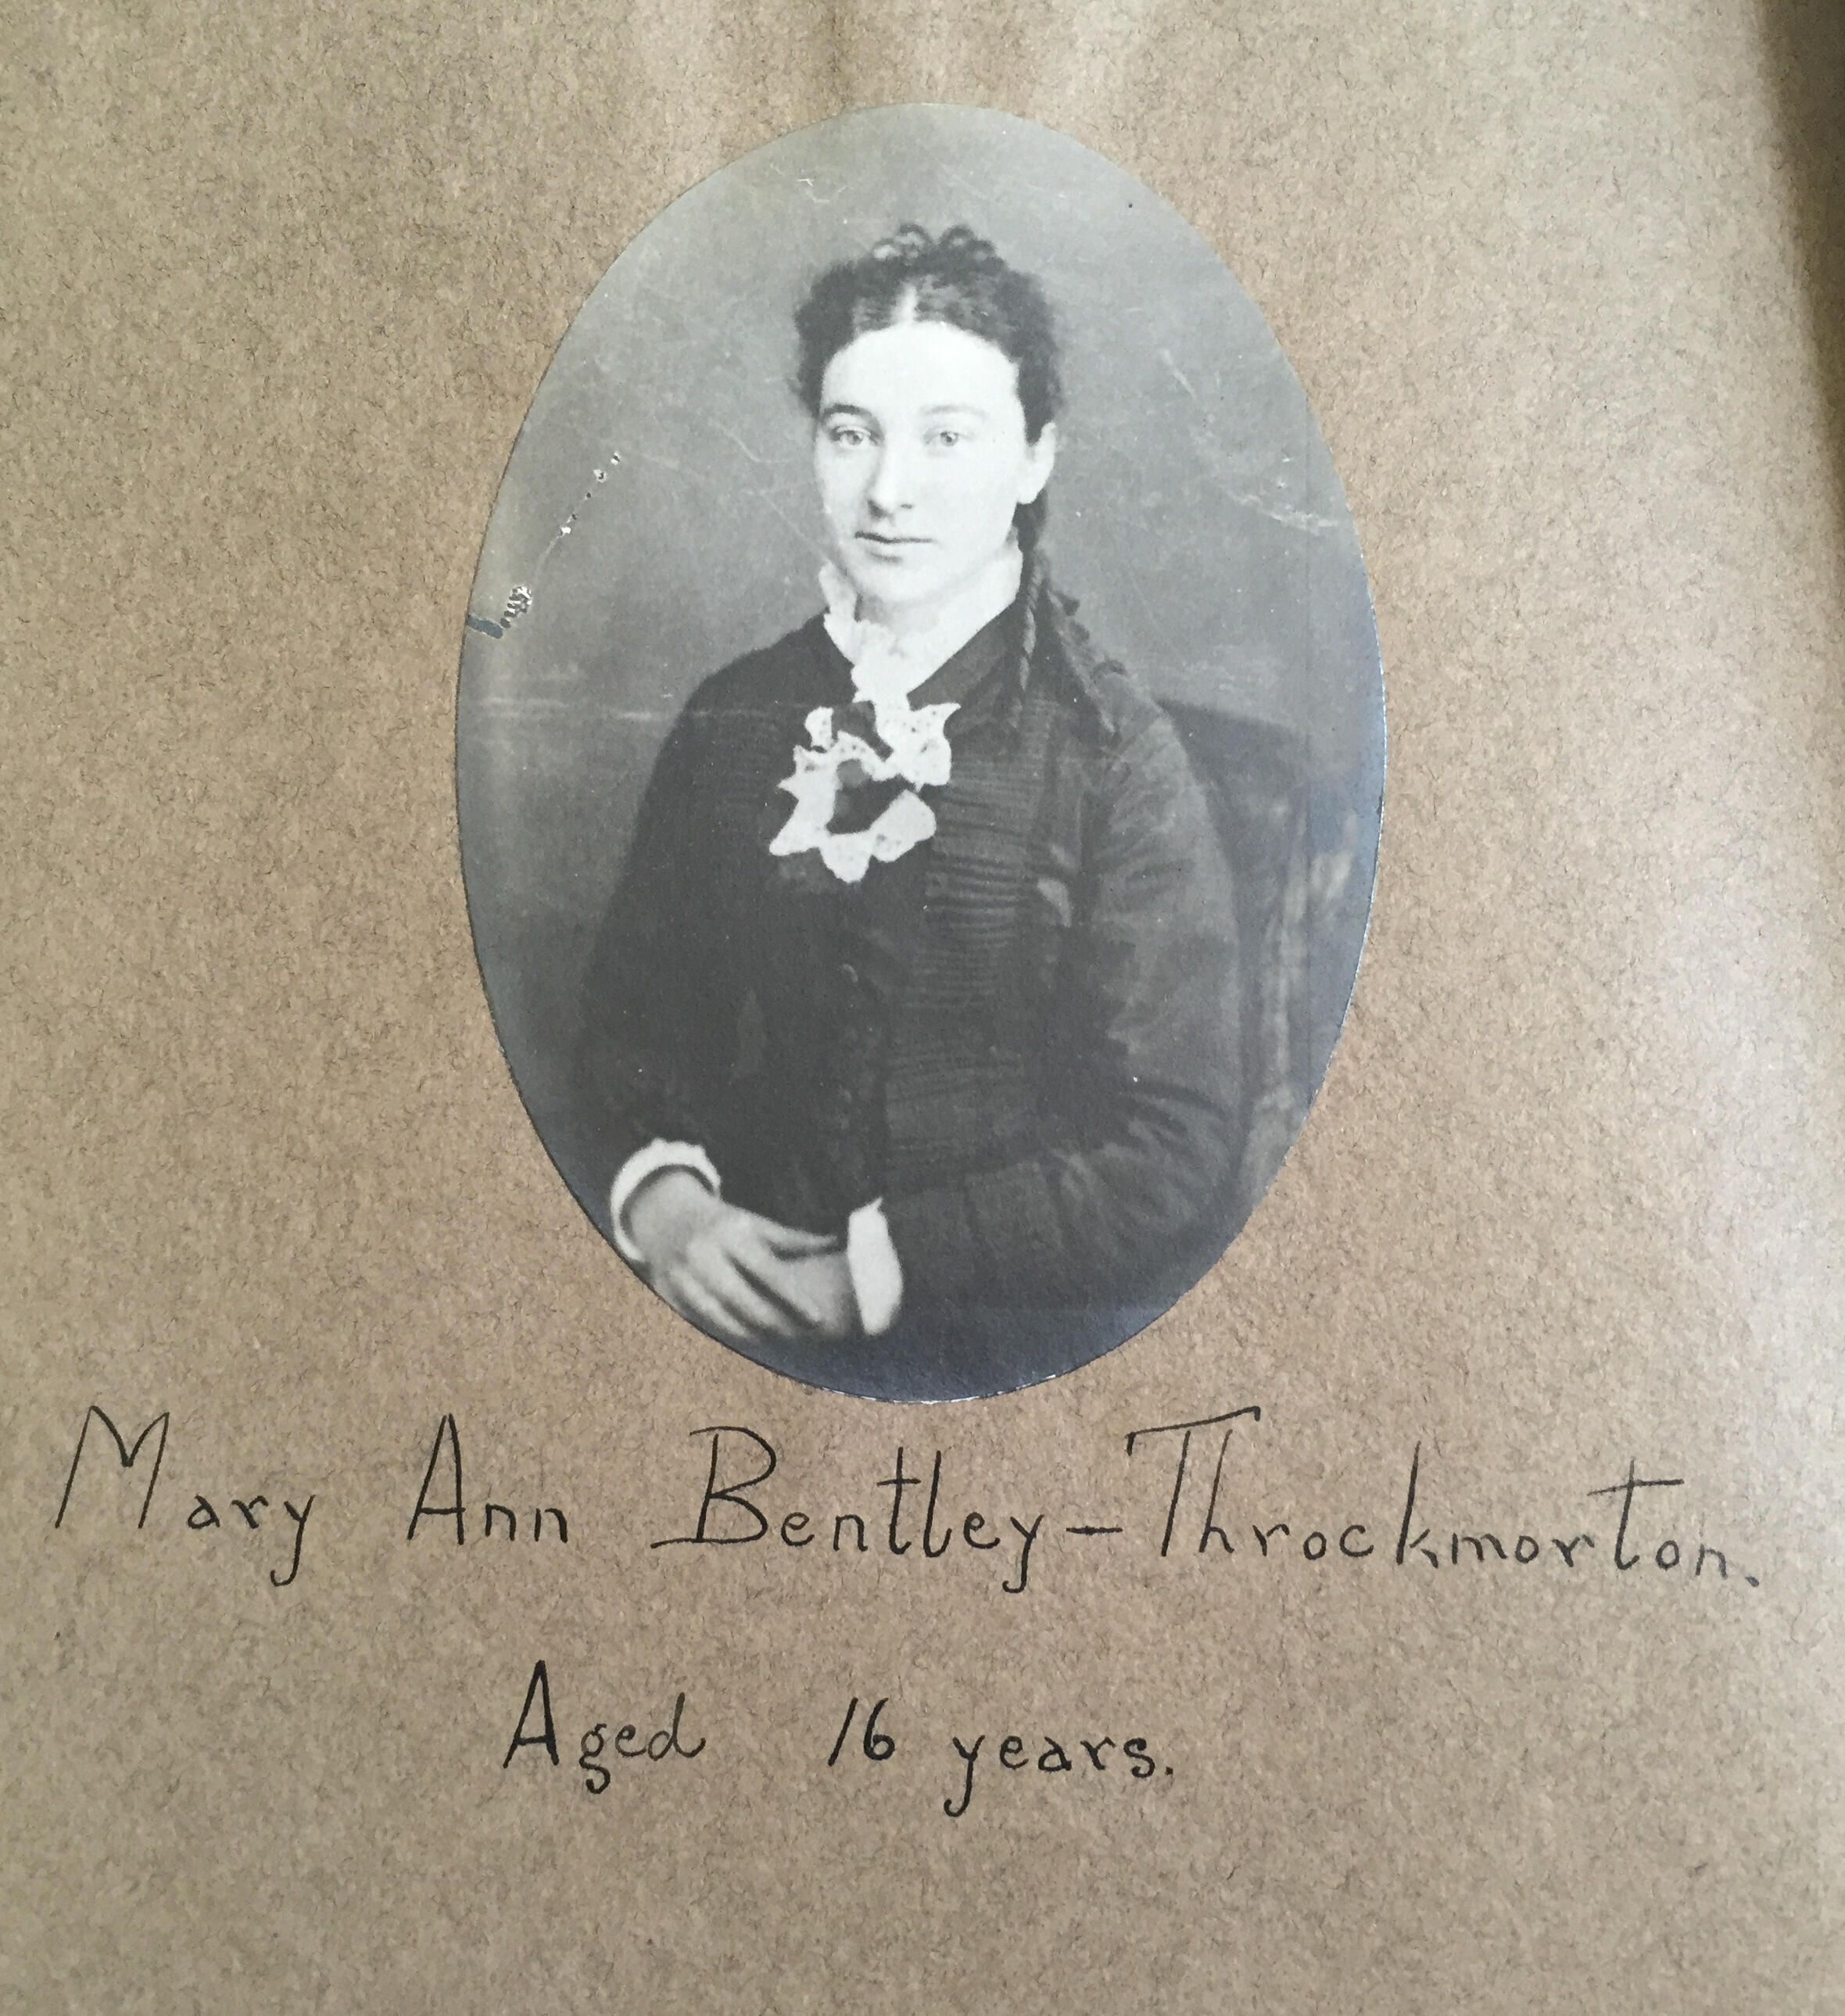 Mary Ann Bentley-Throckmorton.
Aged 16 years.